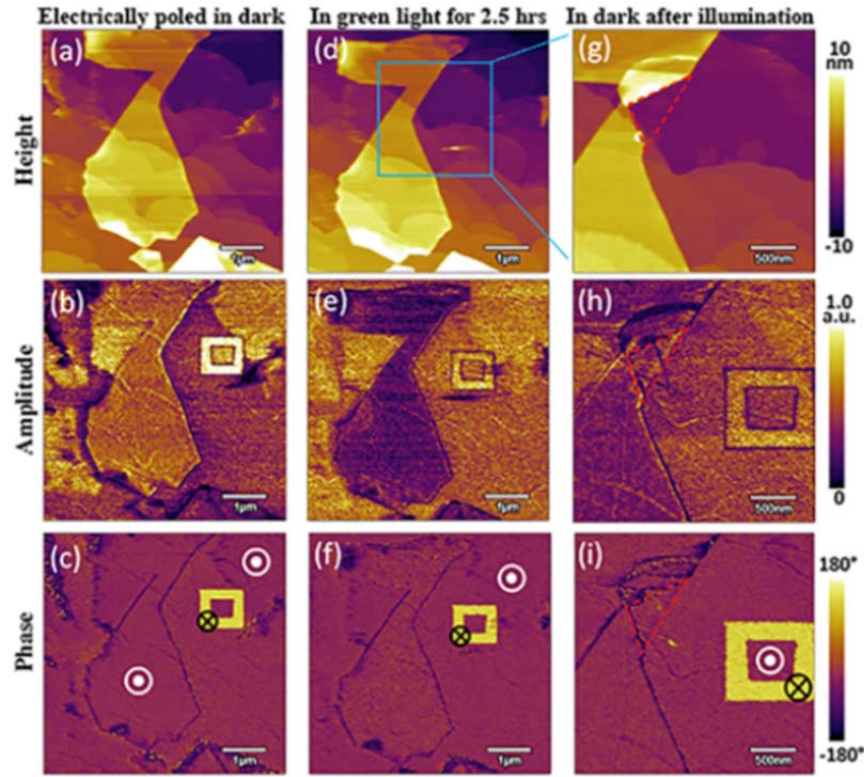 Electrically poled in dark
In green light for 2.5 hrs
In dark after illumination
Height
(a)
1μm
(d)
1μm
(g)
500nm
10
nm
-10
Amplitude
(b)
1μm
(e)
1μm
(h)
500nm
1.0
a.u.
0
Phase
(c)
1μm
(f)
1μm
(i)
500nm
180°
-180°